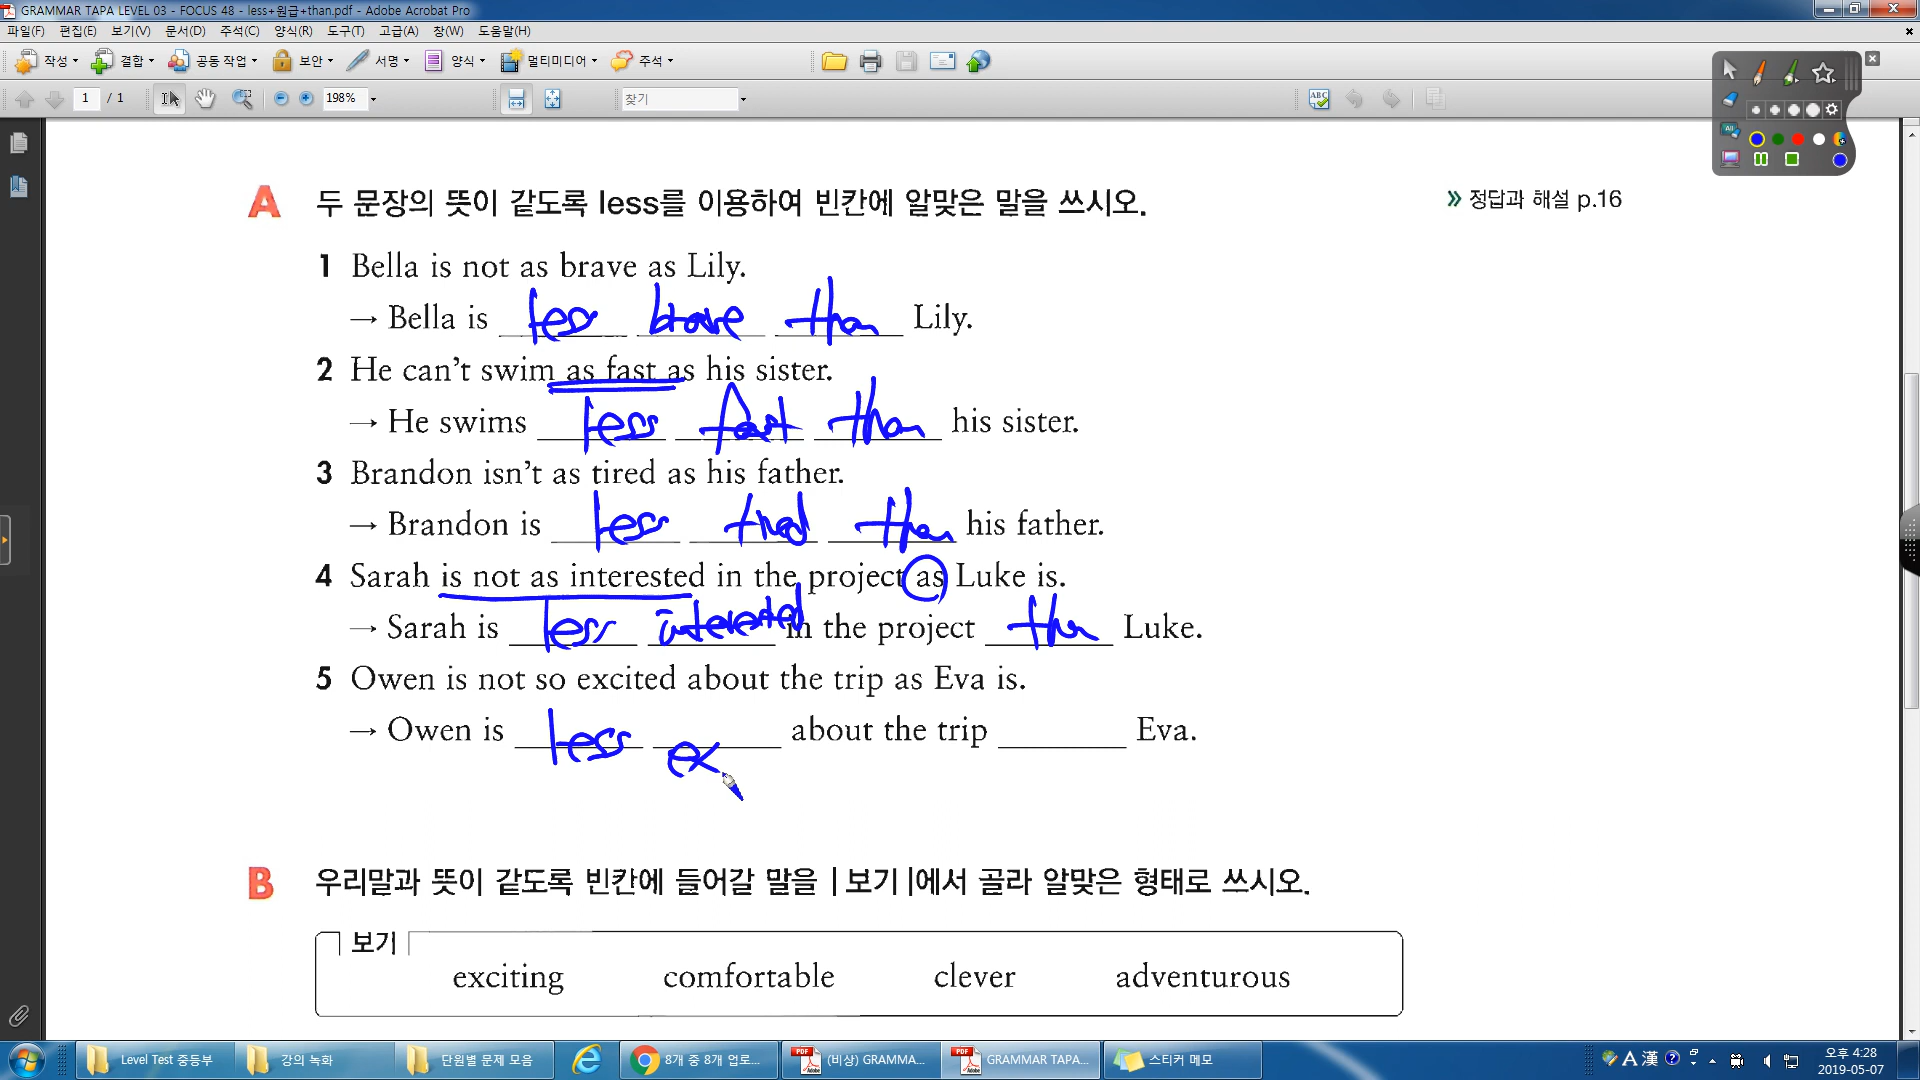 GRAMMAR TAPA LEVEL 03 - FOCUS 48 - less+원급+than.pdf - Adobe Acrobat Pro
파일(F) 편집(E) 보기(V) 문서(D) 주석(C) 양식(R) 도구(T) 고급(A) 창(W) 도움말(H)
작성 결합 공동 작업 보안 서명 양식 멀티미디어 주석
1 / 1 198% 찾기
A 두 문장의 뜻이 같도록 less를 이용하여 빈칸에 알맞은 말을 쓰시오. » 정답과 해설 p.16
1 Bella is not as brave as Lily.
→ Bella is less brave than Lily.
2 He can't swim as fast as his sister.
→ He swims less fast than his sister.
3 Brandon isn't as tired as his father.
→ Brandon is less tired than his father.
4 Sarah is not as interested in the project as Luke is.
→ Sarah is less interested in the project than Luke.
5 Owen is not so excited about the trip as Eva is.
→ Owen is less ex about the trip Eva.
B 우리말과 뜻이 같도록 빈칸에 들어갈 말을 |보기|에서 골라 알맞은 형태로 쓰시오.
보기
exciting comfortable clever adventurous
Level Test 중등부 강의 녹화 단원별 문제 모음 8개 중 8개 업로... (비상) GRAMMA... GRAMMAR TAPA... 스티커 메모 A 漢 오후 4:28
2019-05-07